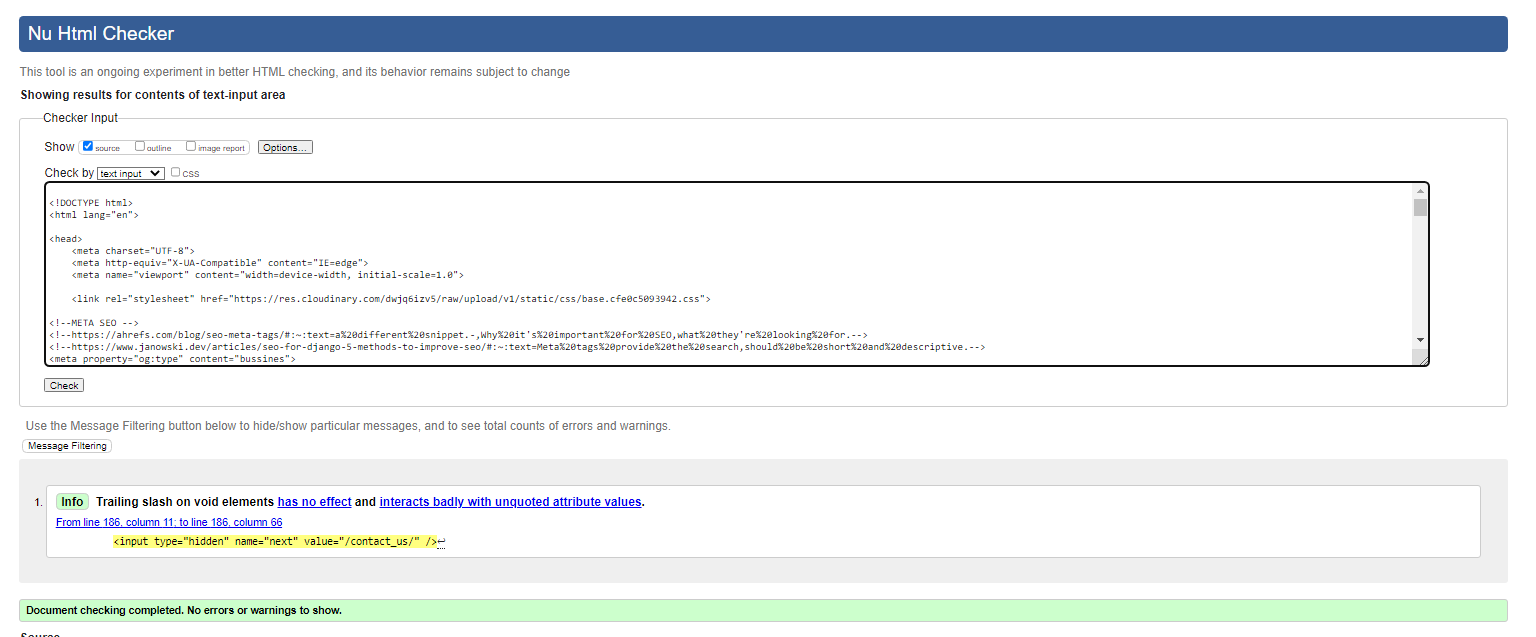 Nu Html Checker
This tool is an ongoing experiment in better HTML checking, and its behavior remains subject to change
Showing results for contents of text-input area
Checker Input
Show source outline image report Options...
Check by text input css
<!DOCTYPE html>
<html lang="en">
<head>
<meta charset="UTF-8">
<meta http-equiv="X-UA-Compatible" content="IE=edge">
<meta name="viewport" content="width=device-width, initial-scale=1.0">
<link rel="stylesheet" href="https://res.cloudinary.com/dwjq6izv5/raw/upload/v1/static/css/base.cfe0c5093942.css">
<!--META SEO -->
<!--https://ahrefs.com/blog/seo-meta-tags/#:~:text=a%20different%20snippet.-,Why%20it's%20important%20for%20SEO,what%20they're%20looking%20for.-->
<!--https://www.janowski.dev/articles/seo-for-django-5-methods-to-improve-seo/#:~:text=Meta%20tags%20provide%20the%20search,should%20be%20short%20and%20descriptive.-->
<meta property="og:type" content="bussines">
Check
Use the Message Filtering button below to hide/show particular messages, and to see total counts of errors and warnings.
Message Filtering
1. Info Trailing slash on void elements has no effect and interacts badly with unquoted attribute values.
From line 186, column 11; to line 186, column 66
<input type="hidden" name="next" value="/contact_us/" />↩
Document checking completed. No errors or warnings to show.
Source